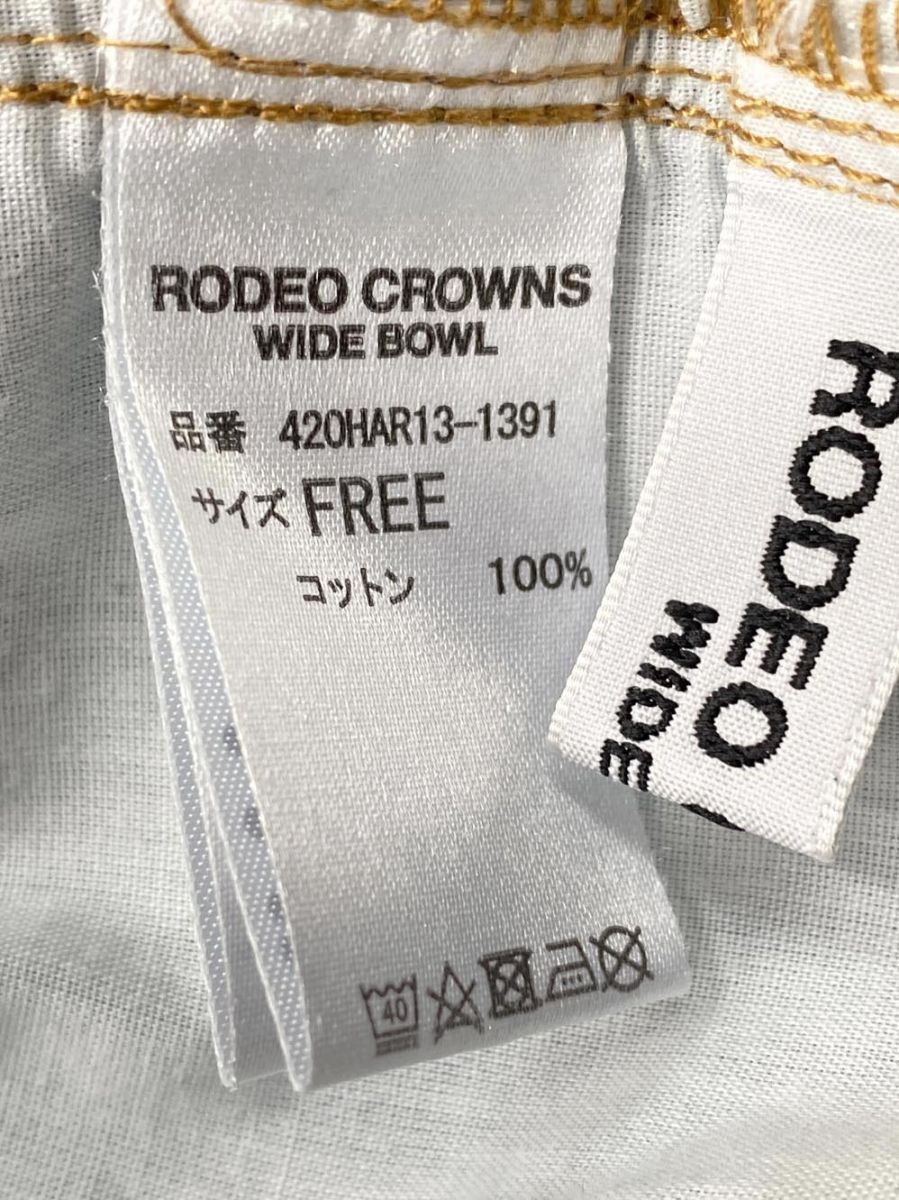 RODEO CROWNS
WIDE BOWL
品番 420HAR13-1391
サイズ FREE
コットン 100%
40
RODEO
WIDE